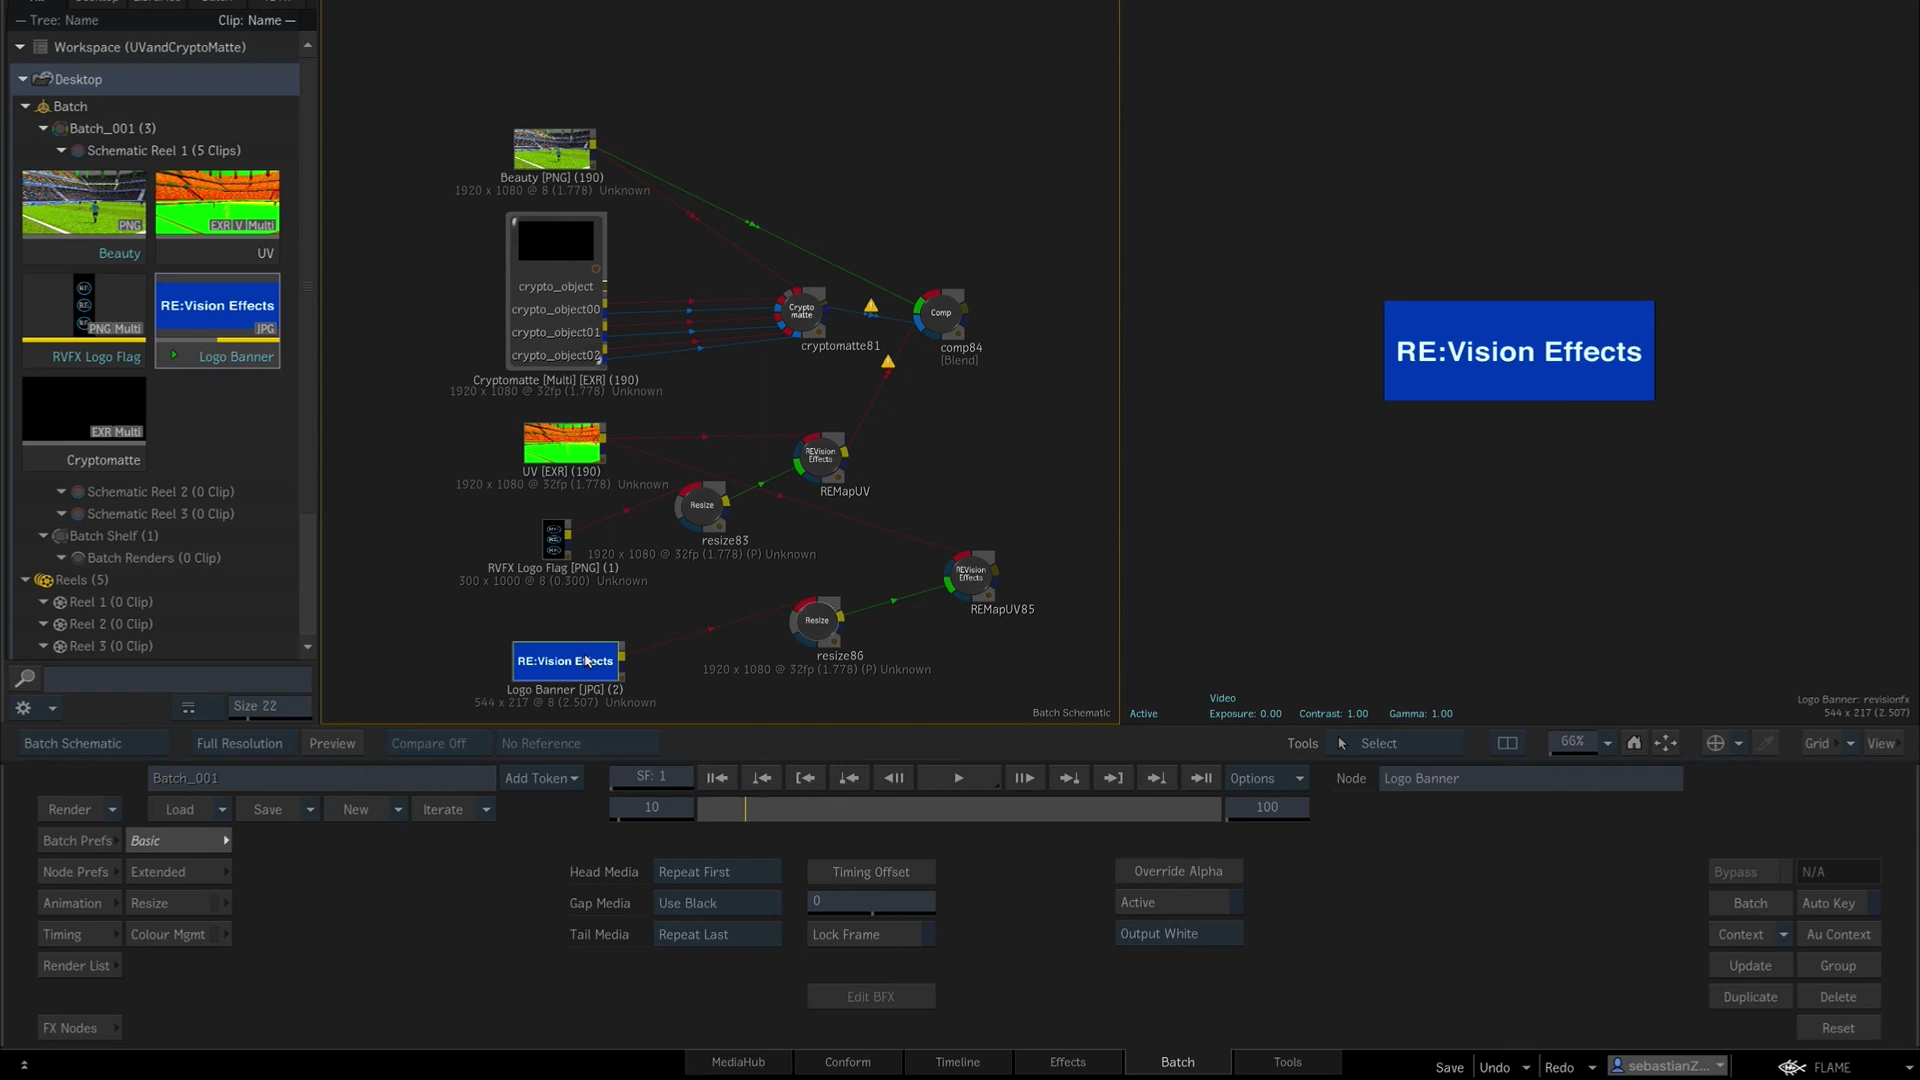 Tree: Name
Clip: Name
Workspace (UVandCryptoMatte)
Desktop
Batch
Batch_001 (3)
Schematic Reel 1 (5 Clips)
PNG
EXR V Multi
Beauty
UV
PNG Multi
RE:Vision Effects
JPG
RVFX Logo Flag
Logo Banner
EXR Multi
Cryptomatte
Schematic Reel 2 (0 Clip)
Schematic Reel 3 (0 Clip)
Batch Shelf (1)
Batch Renders (0 Clip)
Reels (5)
Reel 1 (0 Clip)
Reel 2 (0 Clip)
Reel 3 (0 Clip)
Size 22
Beauty [PNG] (190)
1920 x 1080 @ 8 (1.778) Unknown
crypto_object
crypto_object00
crypto_object01
crypto_object02
Cryptomatte [Multi] [EXR] (190)
1920 x 1080 @ 32fp (1.778) Unknown
Crypto
matte
cryptomatte81
Comp
comp84
[Blend]
UV [EXR] (190)
1920 x 1080 @ 32fp (1.778) Unknown
REVision
Effects
REMapUV
Resize
resize83
1920 x 1080 @ 32fp (1.778) (P) Unknown
RVFX Logo Flag [PNG] (1)
300 x 1000 @ 8 (0.300) Unknown
REVision
Effects
REMapUV85
Resize
resize86
1920 x 1080 @ 32fp (1.778) (P) Unknown
RE:Vision Effects
Logo Banner [JPG] (2)
544 x 217 @ 8 (2.507) Unknown
Batch Schematic
RE:Vision Effects
Active
Video
Exposure: 0.00
Contrast: 1.00
Gamma: 1.00
Logo Banner: revisionfx
544 x 217 (2.507)
Batch Schematic
Full Resolution
Preview
Compare Off
No Reference
Tools
Select
66%
Grid
View
Batch_001
Add Token
SF: 1
Options
Node
Logo Banner
Render
Load
Save
New
Iterate
10
100
Batch Prefs
Basic
Node Prefs
Extended
Animation
Resize
Timing
Colour Mgmt
Render List
FX Nodes
Head Media
Repeat First
Gap Media
Use Black
Tail Media
Repeat Last
Timing Offset
0
Lock Frame
Edit BFX
Override Alpha
Active
Output White
Bypass
N/A
Batch
Auto Key
Context
Au Context
Update
Group
Duplicate
Delete
Reset
MediaHub
Conform
Timeline
Effects
Batch
Tools
Save
Undo
Redo
sebastianZ...
FLAME